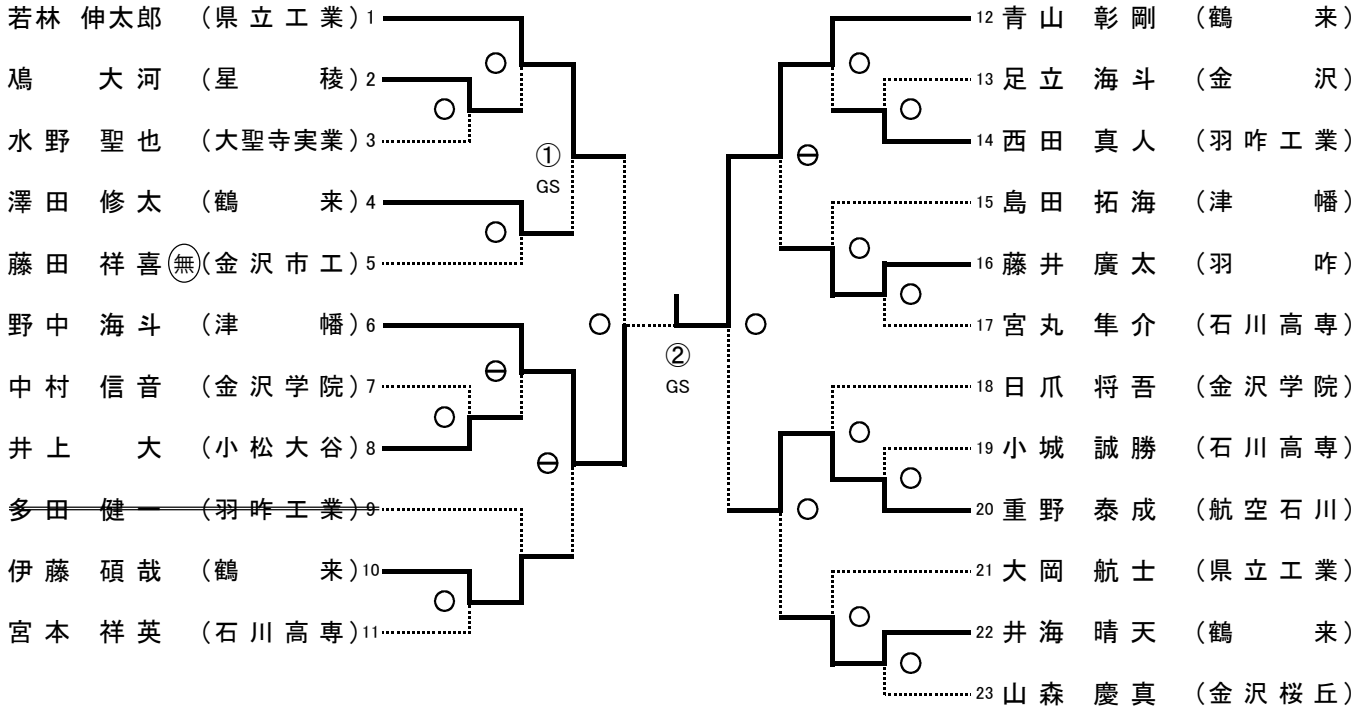 若林 伸太郎 (県立工業) 1
鳰 大河 (星稜) 2
水野 聖也 (大聖寺実業) 3
澤田 修太 (鶴来) 4
藤田 祥喜 無 (金沢市工) 5
野中 海斗 (津幡) 6
中村 信音 (金沢学院) 7
井上 大 (小松大谷) 8
多田 健一 (羽咋工業) 9
伊藤 碩哉 (鶴来) 10
宮本 祥英 (石川高専) 11
①
GS
②
GS
12 青山 彰剛 (鶴来)
13 足立 海斗 (金沢)
14 西田 真人 (羽咋工業)
15 島田 拓海 (津幡)
16 藤井 廣太 (羽咋)
17 宮丸 隼介 (石川高専)
18 日爪 将吾 (金沢学院)
19 小城 誠勝 (石川高専)
20 重野 泰成 (航空石川)
21 大岡 航士 (県立工業)
22 井海 晴天 (鶴来)
23 山森 慶真 (金沢桜丘)